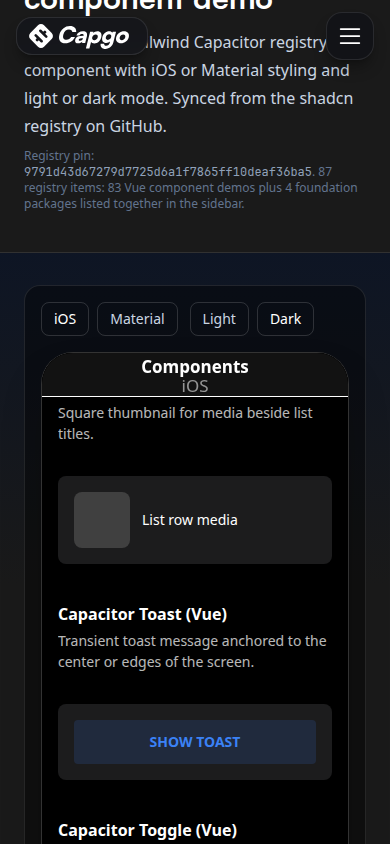 component demo
Capgo
ilwind Capacitor registry
component with iOS or Material styling and
light or dark mode. Synced from the shadcn
registry on GitHub.
Registry pin:
9791d43d67279d7725d6a1f7865ff10deaf36ba5. 87
registry items: 83 Vue component demos plus 4 foundation
packages listed together in the sidebar.
iOS Material Light Dark
Components
iOS
Square thumbnail for media beside list
titles.
List row media
Capacitor Toast (Vue)
Transient toast message anchored to the
center or edges of the screen.
SHOW TOAST
Capacitor Toggle (Vue)